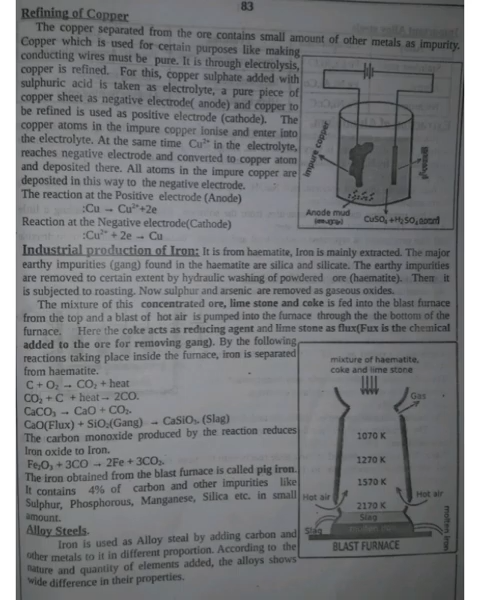 83
Refining of Copper
The copper separated from the ore contains small amount of other metals as impurity.
Copper which is used for certain purposes like making
conducting wires must be pure. It is through electrolysis,
copper is refined. For this, copper sulphate added with
sulphuric acid is taken as electrolyte, a pure piece of
copper sheet as negative electrode( anode) and copper to
be refined is used as positive electrode (cathode). The
copper atoms in the impure copper ionise and enter into
the electrolyte. At the same time Cu²⁺ in the electrolyte,
reaches negative electrode and converted to copper atom
and deposited there. All atoms in the impure copper are
deposited in this way to the negative electrode.
The reaction at the Positive electrode (Anode)
:Cu → Cu²⁺+2e
Reaction at the Negative electrode(Cathode)
:Cu²⁺ + 2e → Cu
Impure copper
Anode mud
CuSO₄ +H₂SO₄
Industrial production of Iron: It is from haematite, Iron is mainly extracted. The major
earthy impurities (gang) found in the haematite are silica and silicate. The earthy impurities
are removed to certain extent by hydraulic washing of powdered ore (haematite). Then it
is subjected to roasting. Now sulphur and arsenic are removed as gaseous oxides.
The mixture of this concentrated ore, lime stone and coke is fed into the blast furnace
from the top and a blast of hot air is pumped into the furnace through the the bottom of the
furnace. Here the coke acts as reducing agent and lime stone as flux(Fux is the chemical
added to the ore for removing gang). By the following
reactions taking place inside the furnace, iron is separated
from haematite.
C + O₂ → CO₂ + heat
CO₂ + C + heat→ 2CO.
CaCO₃ → CaO + CO₂.
CaO(Flux) + SiO₂(Gang) → CaSiO₃. (Slag)
The carbon monoxide produced by the reaction reduces
Iron oxide to Iron.
Fe₂O₃ + 3CO → 2Fe + 3CO₂.
The iron obtained from the blast furnace is called pig iron.
It contains 4% of carbon and other impurities like
Sulphur, Phosphorous, Manganese, Silica etc. in small
amount.
Alloy Steels.
Iron is used as Alloy steal by adding carbon and
other metals to it in different proportion. According to the
nature and quantity of elements added, the alloys shows
wide difference in their properties.
mixture of haematite,
coke and lime stone
Gas
1070 K
1270 K
1570 K
Hot air
Hot air
2170 K
Slag
Slag
molten iron
BLAST FURNACE